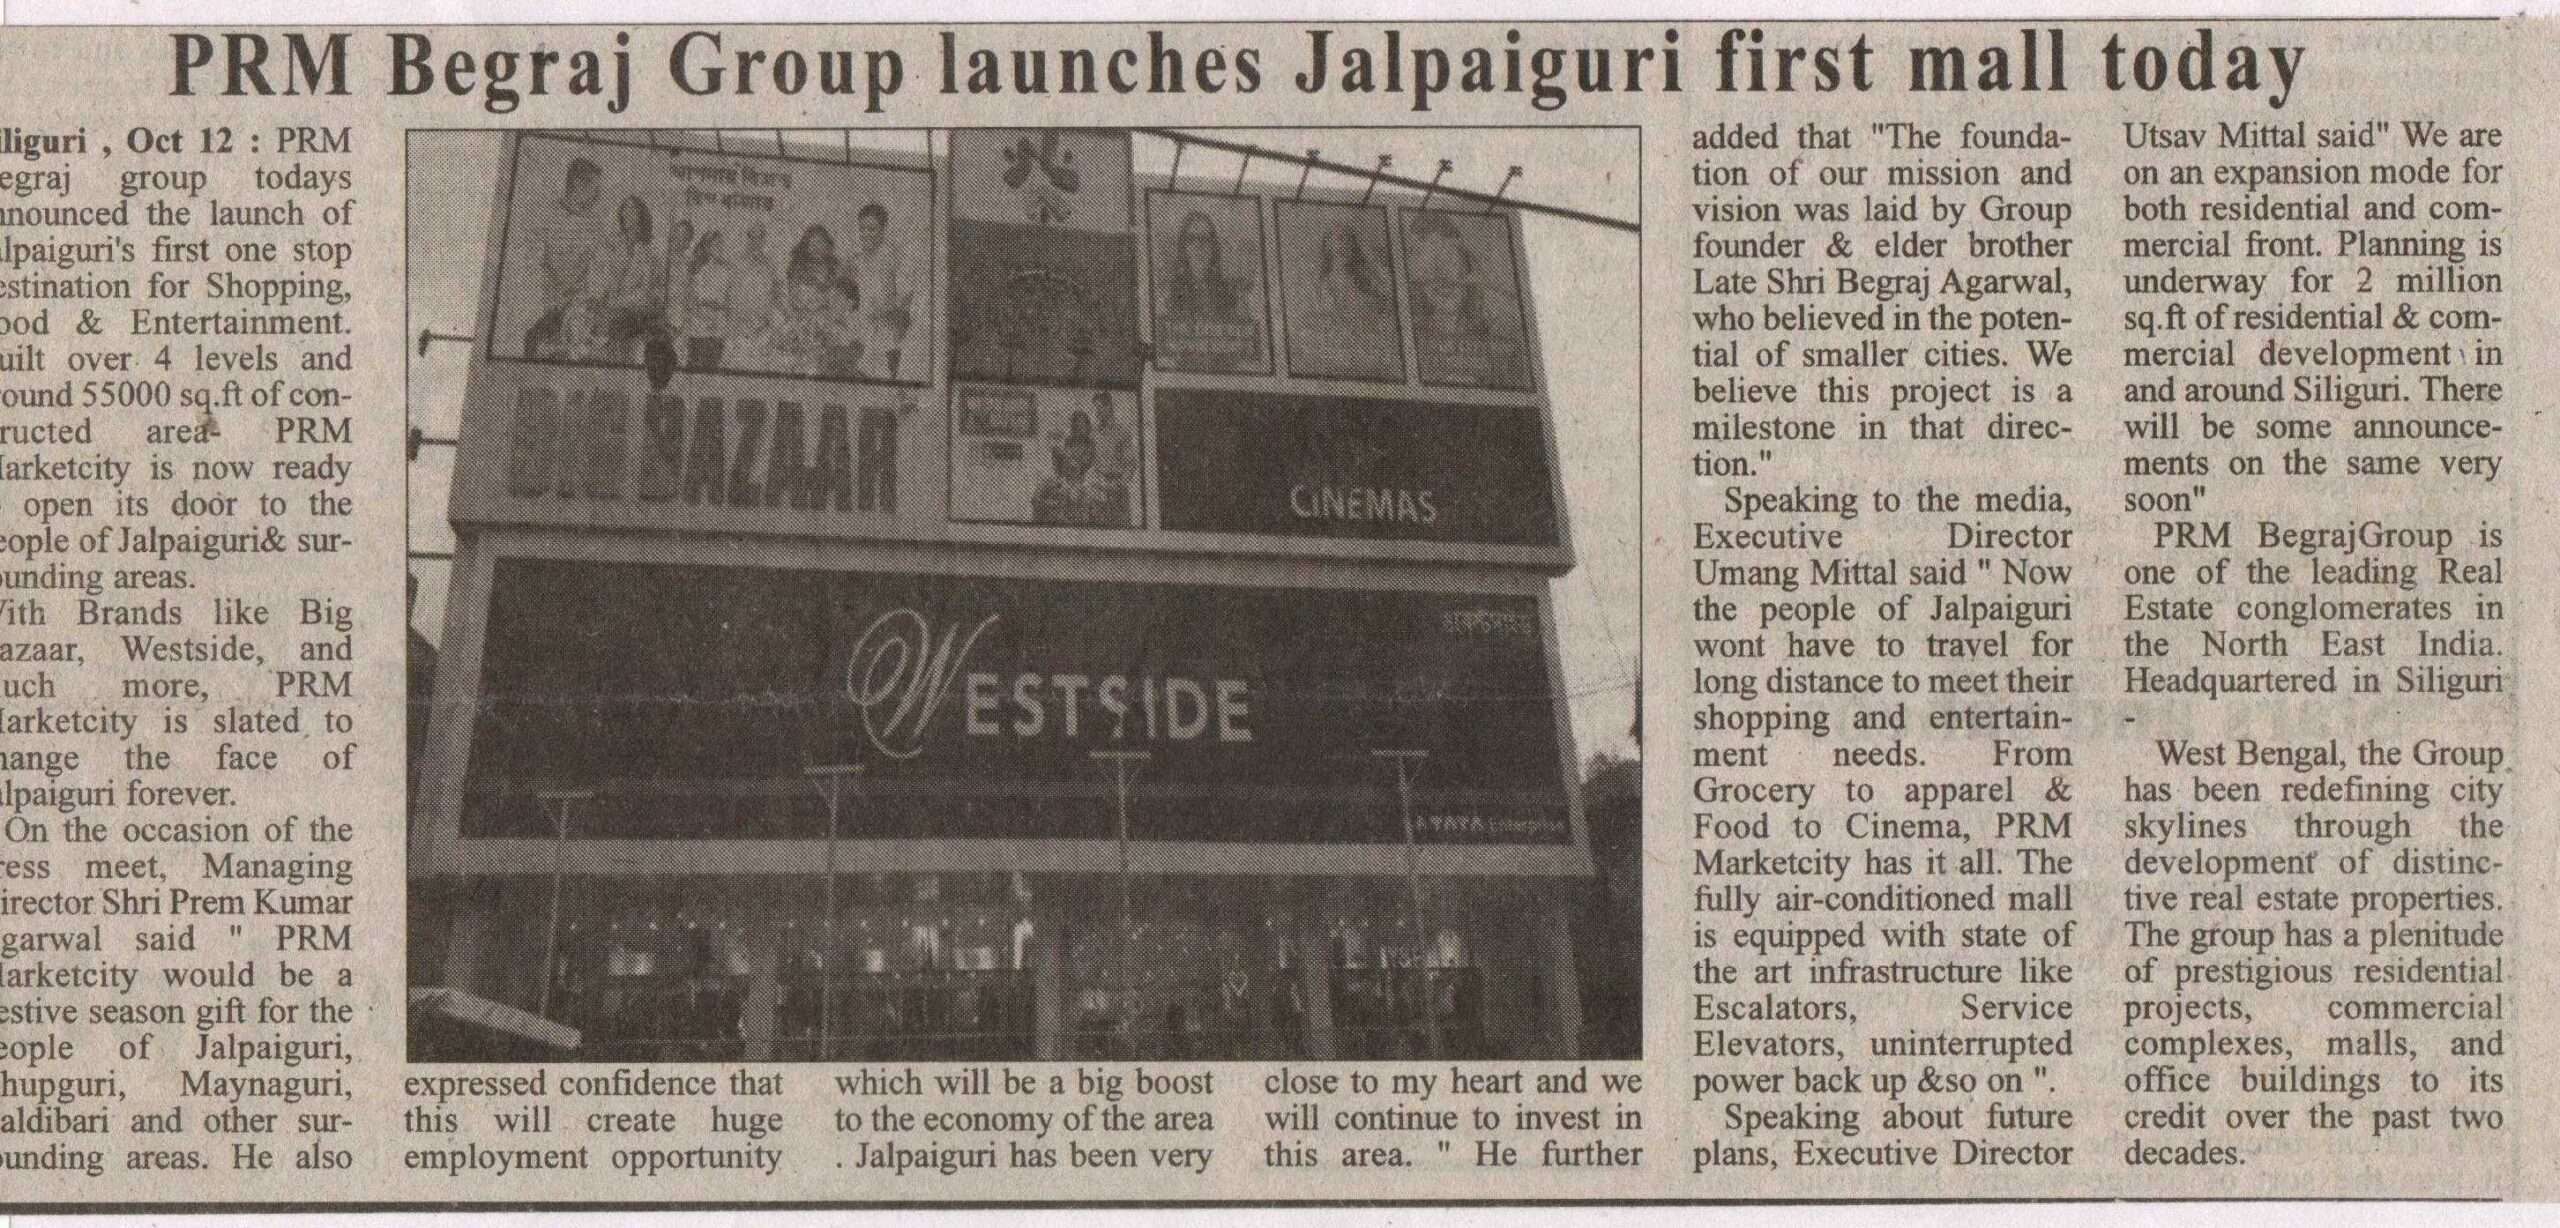 PRM Begraj Group launches Jalpaiguri first mall today
iliguri , Oct 12 : PRM
egraj group todays
nnounced the launch of
alpaiguri's first one stop
estination for Shopping,
ood & Entertainment.
uilt over 4 levels and
round 55000 sq.ft of con-
tructed area- PRM
arketcity is now ready
open its door to the
eople of Jalpaiguri& sur-
ounding areas.
ith Brands like Big
azaar, Westside, and
uch more, PRM
arketcity is slated to
hange the face of
alpaiguri forever.
On the occasion of the
ress meet, Managing
irector Shri Prem Kumar
garwal said " PRM
arketcity would be a
estive season gift for the
eople of Jalpaiguri,
hupguri, Maynaguri,
aldibari and other sur-
ounding areas. He also
BIG BAZAAR
CINEMAS
WESTSIDE
A TATA Enterprise
expressed confidence that
this will create huge
employment opportunity
which will be a big boost
to the economy of the area
. Jalpaiguri has been very
close to my heart and we
will continue to invest in
this area. " He further
added that "The founda-
tion of our mission and
vision was laid by Group
founder & elder brother
Late Shri Begraj Agarwal,
who believed in the poten-
tial of smaller cities. We
believe this project is a
milestone in that direc-
tion."
Speaking to the media,
Executive Director
Umang Mittal said " Now
the people of Jalpaiguri
wont have to travel for
long distance to meet their
shopping and entertain-
ment needs. From
Grocery to apparel &
Food to Cinema, PRM
Marketcity has it all. The
fully air-conditioned mall
is equipped with state of
the art infrastructure like
Escalators, Service
Elevators, uninterrupted
power back up &so on ".
Speaking about future
plans, Executive Director
Utsav Mittal said" We are
on an expansion mode for
both residential and com-
mercial front. Planning is
underway for 2 million
sq.ft of residential & com-
mercial development in
and around Siliguri. There
will be some announce-
ments on the same very
soon"
PRM BegrajGroup is
one of the leading Real
Estate conglomerates in
the North East India.
Headquartered in Siliguri
-
West Bengal, the Group
has been redefining city
skylines through the
development of distinc-
tive real estate properties.
The group has a plenitude
of prestigious residential
projects, commercial
complexes, malls, and
office buildings to its
credit over the past two
decades.